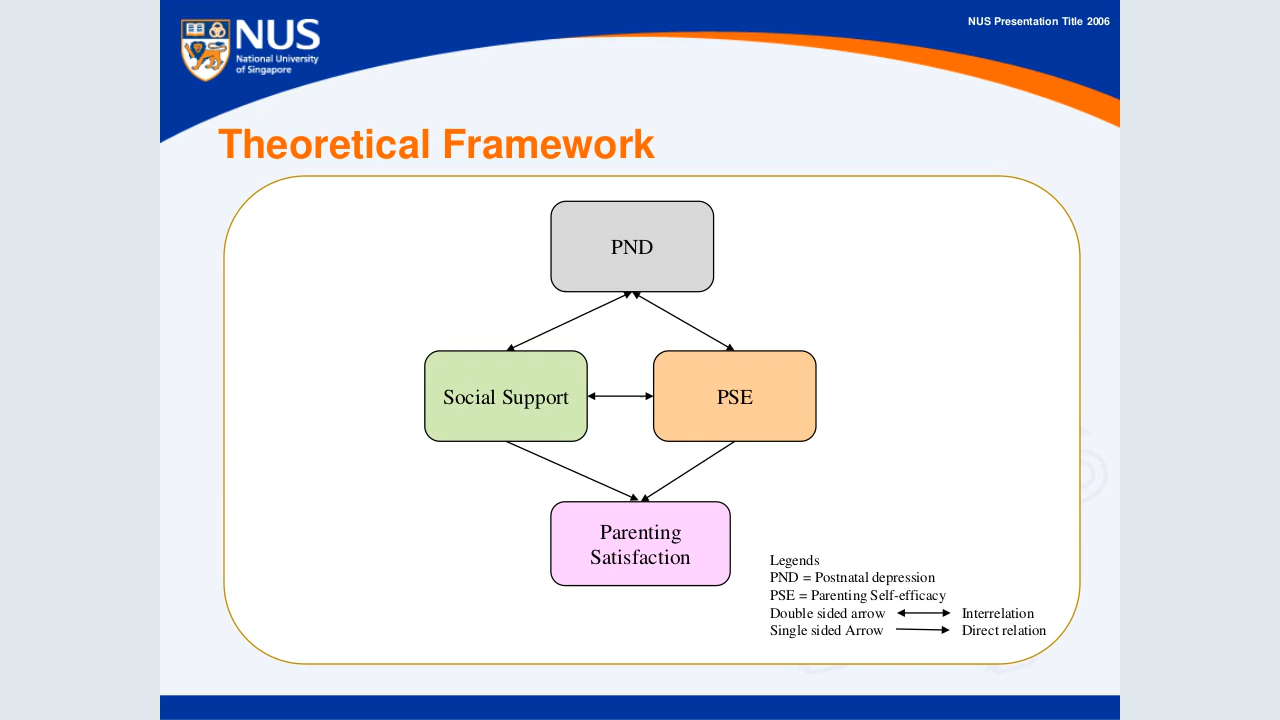 NUS Presentation Title 2006
NUS
National University
of Singapore
Theoretical Framework
PND
Social Support
PSE
Parenting
Satisfaction
Legends
PND = Postnatal depression
PSE = Parenting Self-efficacy
Double sided arrow Interrelation
Single sided Arrow Direct relation